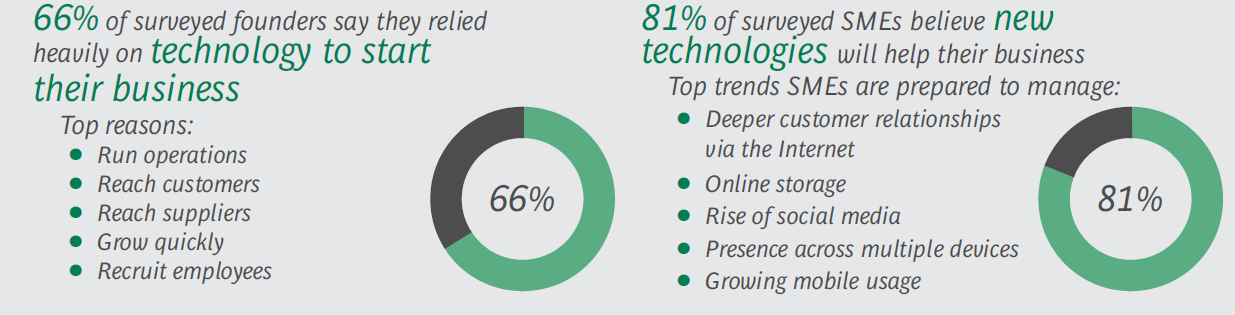 66% of surveyed founders say they relied
heavily on technology to start
their business
Top reasons:
Run operations
Reach customers
Reach suppliers
Grow quickly
Recruit employees
66%
81% of surveyed SMEs believe new
technologies will help their business
Top trends SMEs are prepared to manage:
Deeper customer relationships
via the Internet
Online storage
Rise of social media
Presence across multiple devices
Growing mobile usage
81%